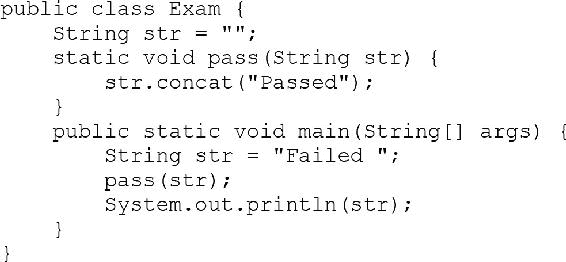 public class Exam {
    String str = "";
    static void pass(String str) {
        str.concat("Passed");
    }
    public static void main(String[] args) {
        String str = "Failed ";
        pass(str);
        System.out.println(str);
    }
}